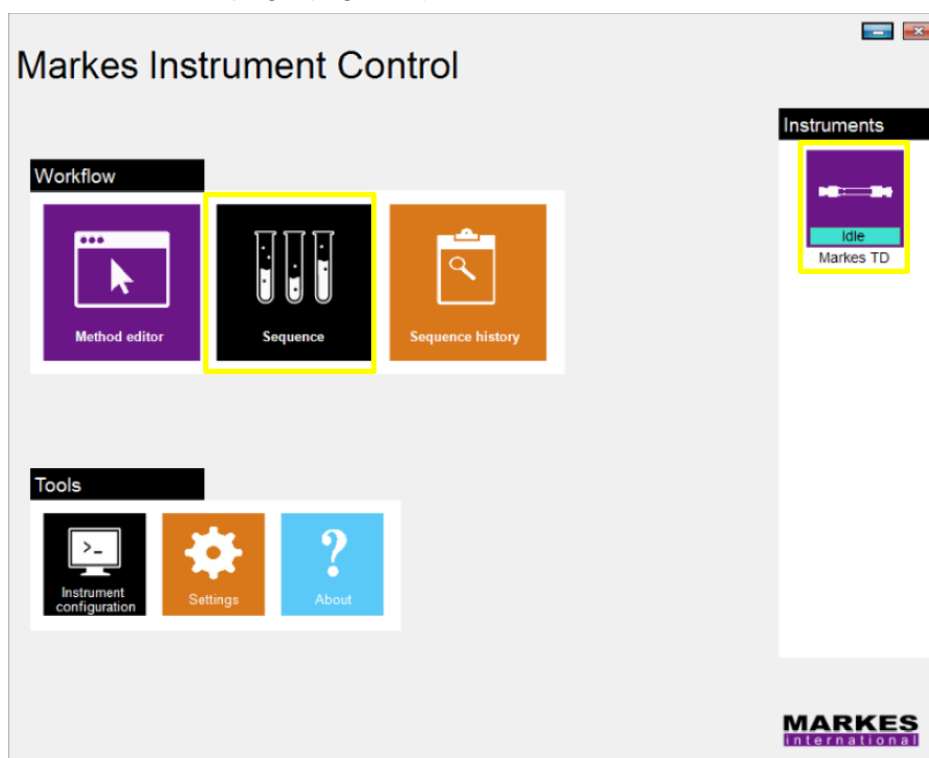 Markes Instrument Control
Instruments
Idle
Markes TD
Workflow
Method editor
Sequence
Sequence history
Tools
>_
Instrument
configuration
Settings
?
About
MARKES
international